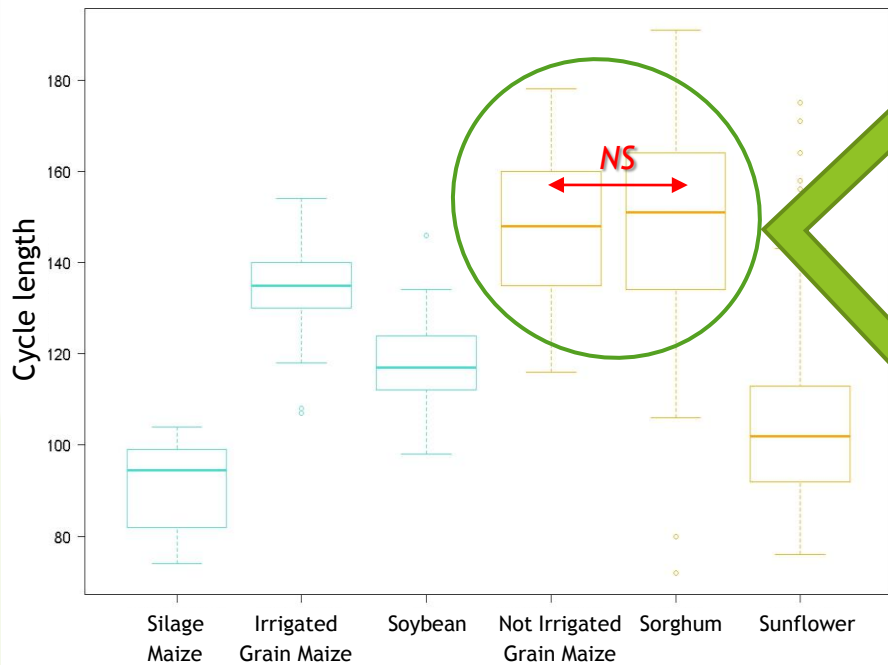 Cycle length
180
160
140
120
100
80
NS
Silage
Maize
Irrigated
Grain Maize
Soybean
Not Irrigated
Grain Maize
Sorghum
Sunflower